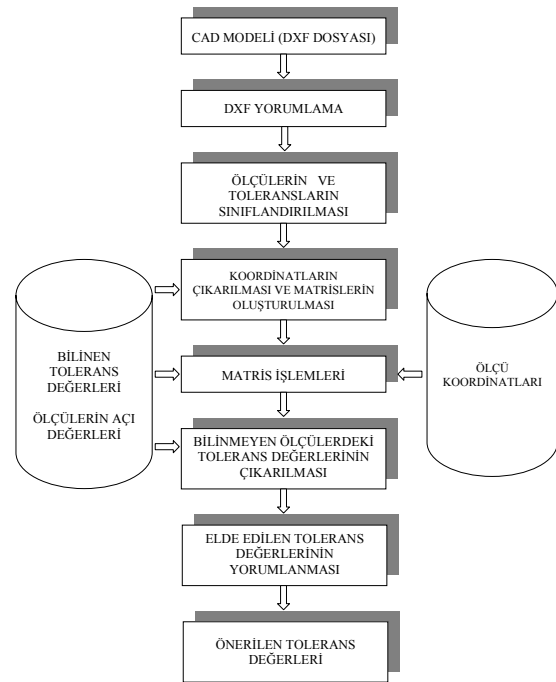 CAD MODELİ (DXF DOSYASI)
DXF YORUMLAMA
ÖLÇÜLERİN VE
TOLERANSLARIN
SINIFLANDIRILMASI
KOORDİNATLARIN
ÇIKARILMASI VE MATRİSLERİN
OLUŞTURULMASI
BİLİNEN
TOLERANS
DEĞERLERİ
ÖLÇÜLERİN AÇI
DEĞERLERİ
MATRİS İŞLEMLERİ
ÖLÇÜ
KOORDİNATLARI
BİLİNMEYEN ÖLÇÜLERDEKİ
TOLERANS DEĞERLERİNİN
ÇIKARILMASI
ELDE EDİLEN TOLERANS
DEĞERLERİNİN
YORUMLANMASI
ÖNERİLEN TOLERANS
DEĞERLERİ